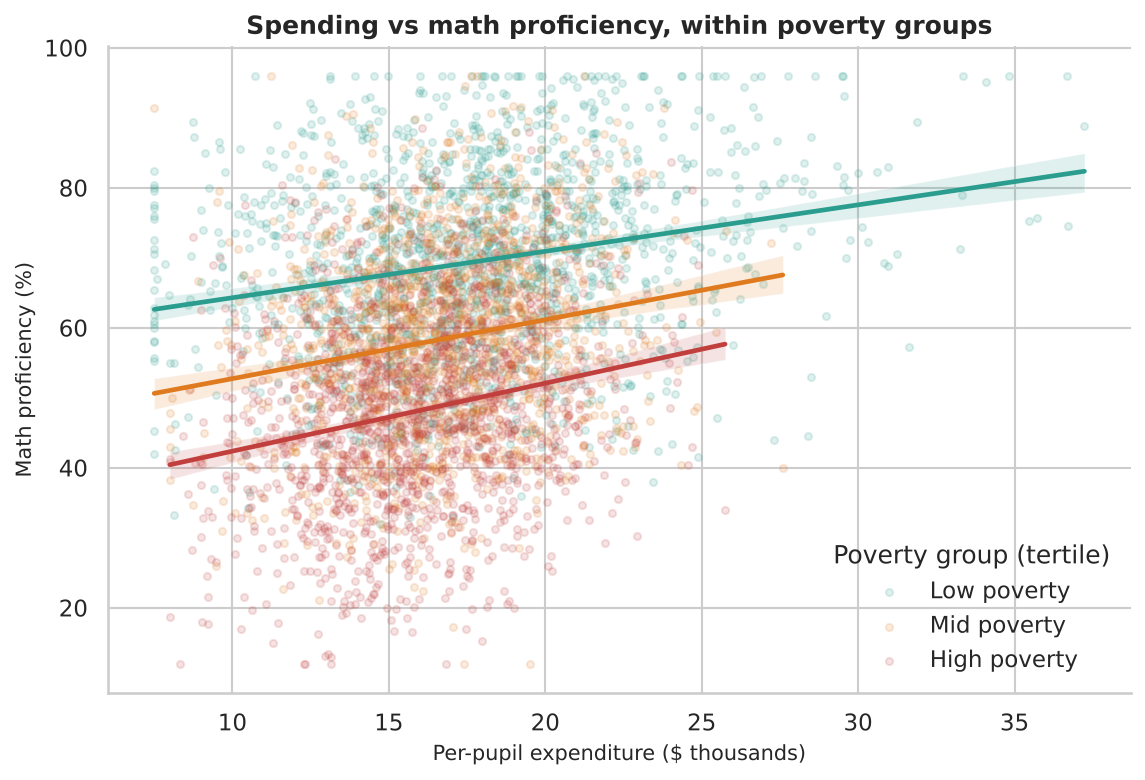 Spending vs math proficiency, within poverty groups
100
80
60
40
20
Math proficiency (%)
Poverty group (tertile)
Low poverty
Mid poverty
High poverty
10 15 20 25 30 35
Per-pupil expenditure ($ thousands)